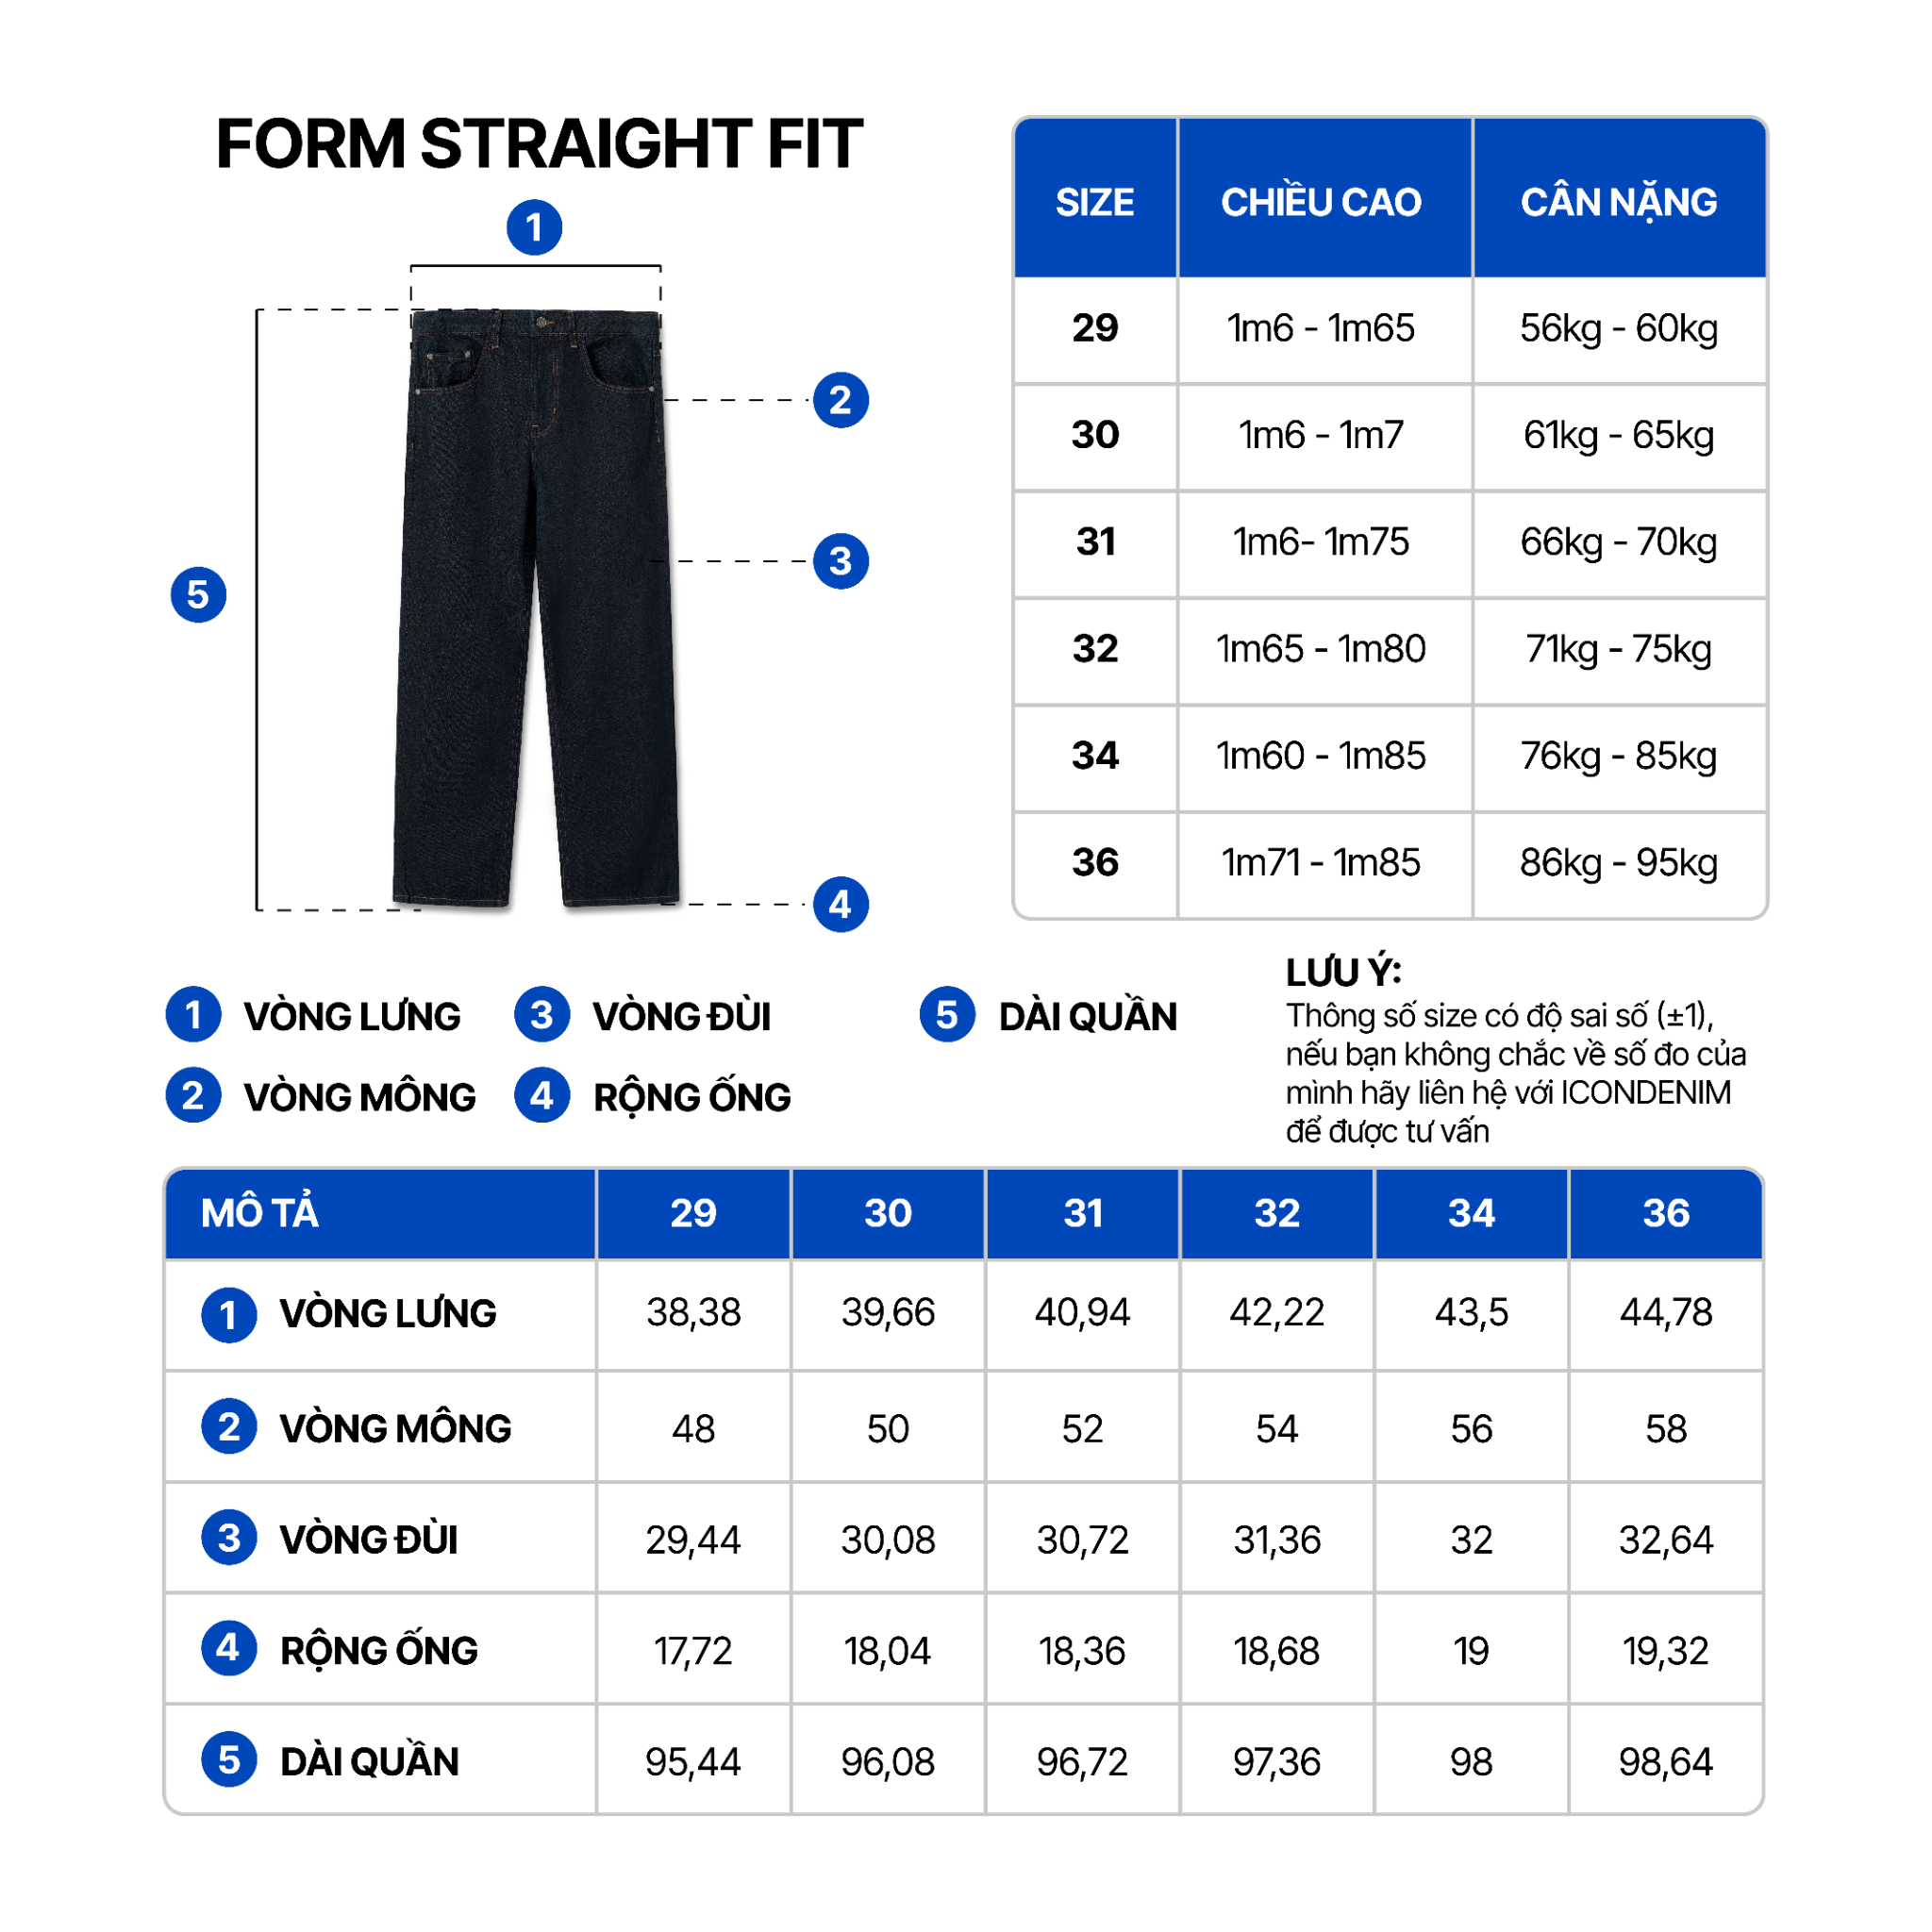 FORM STRAIGHT FIT
1
2
3
5
4
SIZE CHIỀU CAO CÂN NẶNG
29 1m6 - 1m65 56kg - 60kg
30 1m6 - 1m7 61kg - 65kg
31 1m6- 1m75 66kg - 70kg
32 1m65 - 1m80 71kg - 75kg
34 1m60 - 1m85 76kg - 85kg
36 1m71 - 1m85 86kg - 95kg
1 VÒNG LƯNG 3 VÒNG ĐÙI 5 DÀI QUẦN
2 VÒNG MÔNG 4 RỘNG ỐNG
LƯU Ý:
Thông số size có độ sai số (±1),
nếu bạn không chắc về số đo của
mình hãy liên hệ với ICONDENIM
để được tư vấn
MÔ TẢ 29 30 31 32 34 36
1 VÒNG LƯNG 38,38 39,66 40,94 42,22 43,5 44,78
2 VÒNG MÔNG 48 50 52 54 56 58
3 VÒNG ĐÙI 29,44 30,08 30,72 31,36 32 32,64
4 RỘNG ỐNG 17,72 18,04 18,36 18,68 19 19,32
5 DÀI QUẦN 95,44 96,08 96,72 97,36 98 98,64